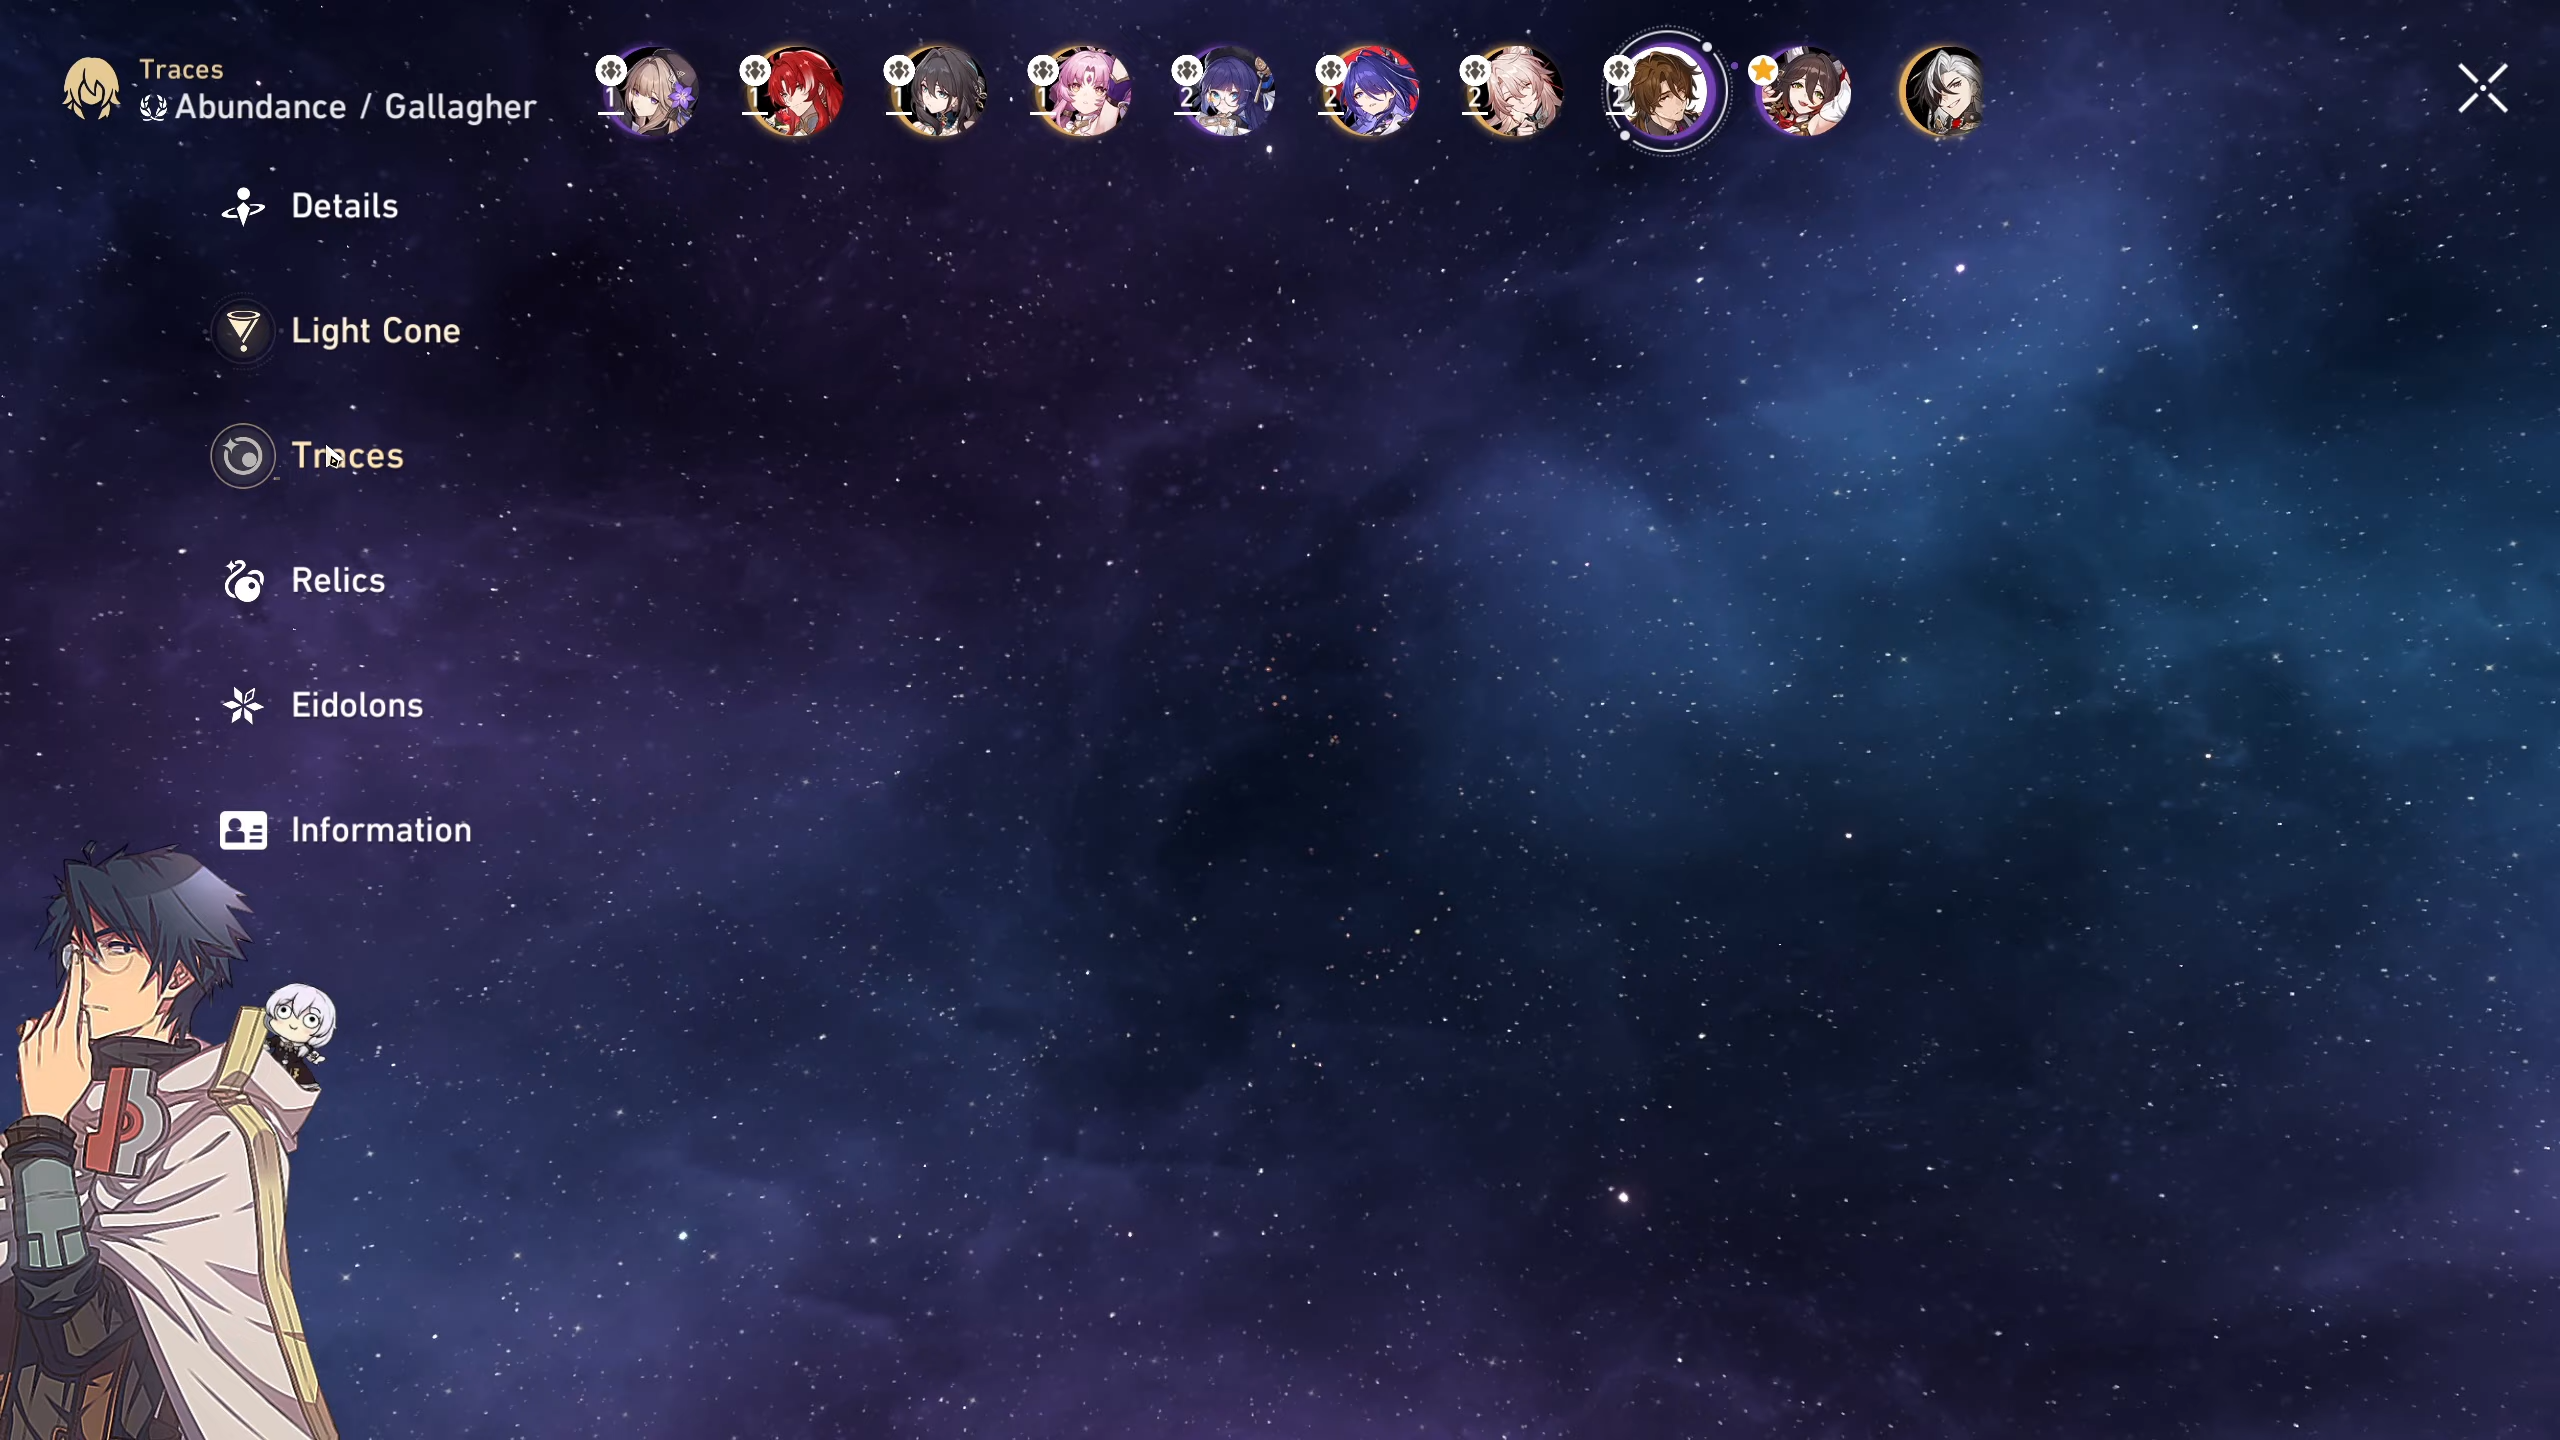 Traces
Abundance / Gallagher
1
1
1
1
2
2
2
2
Details
Light Cone
Traces
Relics
Eidolons
Information